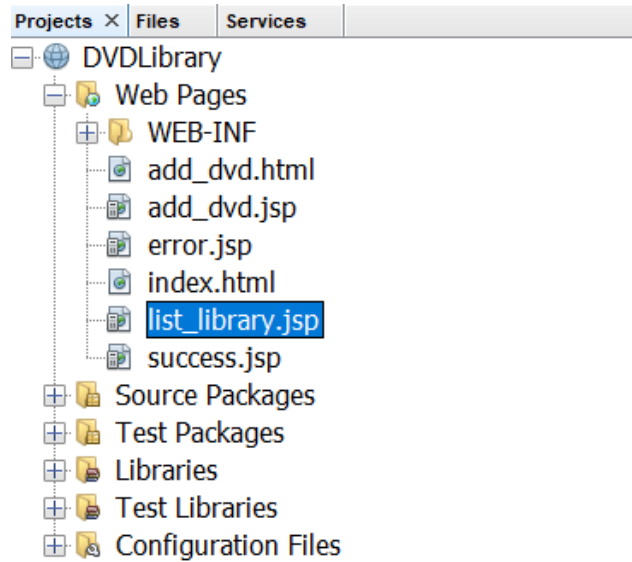 Projects Files Services
DVDLibrary
Web Pages
WEB-INF
add_dvd.html
add_dvd.jsp
error.jsp
index.html
list_library.jsp
success.jsp
Source Packages
Test Packages
Libraries
Test Libraries
Configuration Files